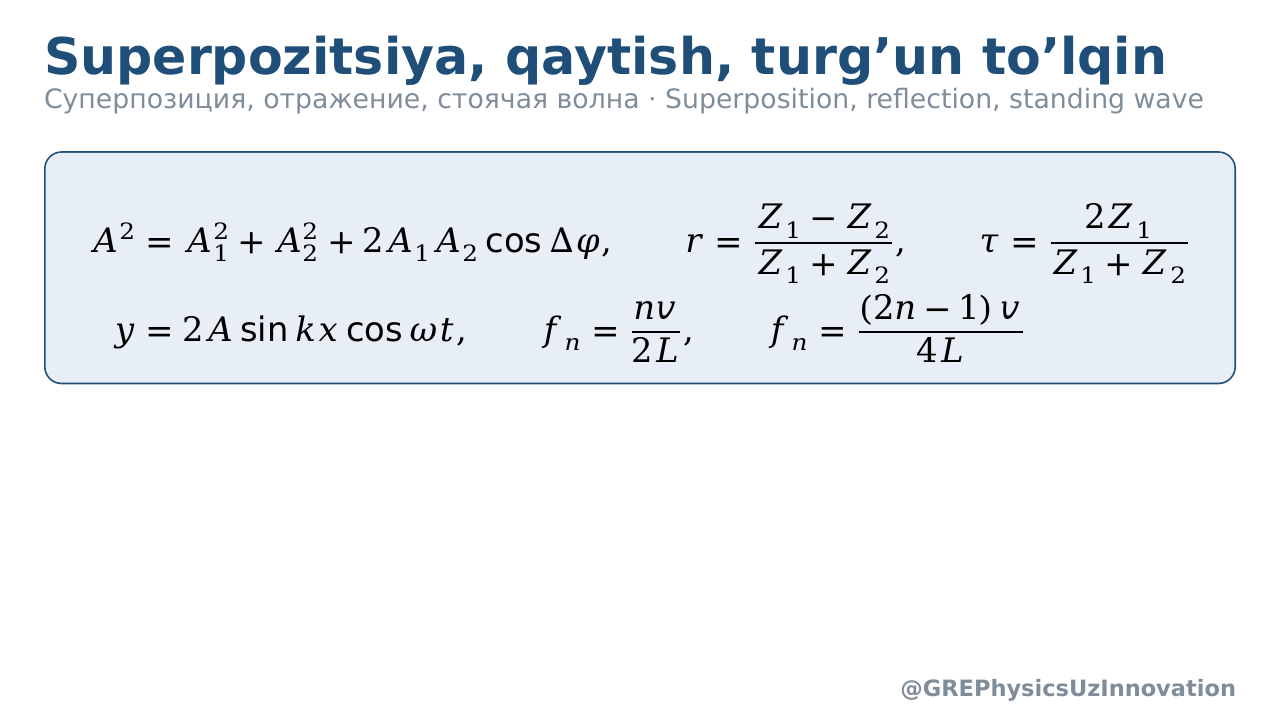 Superpozitsiya, qaytish, turg’un to’lqin
Суперпозиция, отражение, стоячая волна · Superposition, reflection, standing wave
A² = A₁² + A₂² + 2A₁A₂ cos Δφ, r = (Z₁ − Z₂)/(Z₁ + Z₂), τ = 2Z₁/(Z₁ + Z₂)
y = 2A sin kx cos ωt, fₙ = nv/2L, fₙ = (2n − 1) v/4L
@GREPhysicsUzInnovation